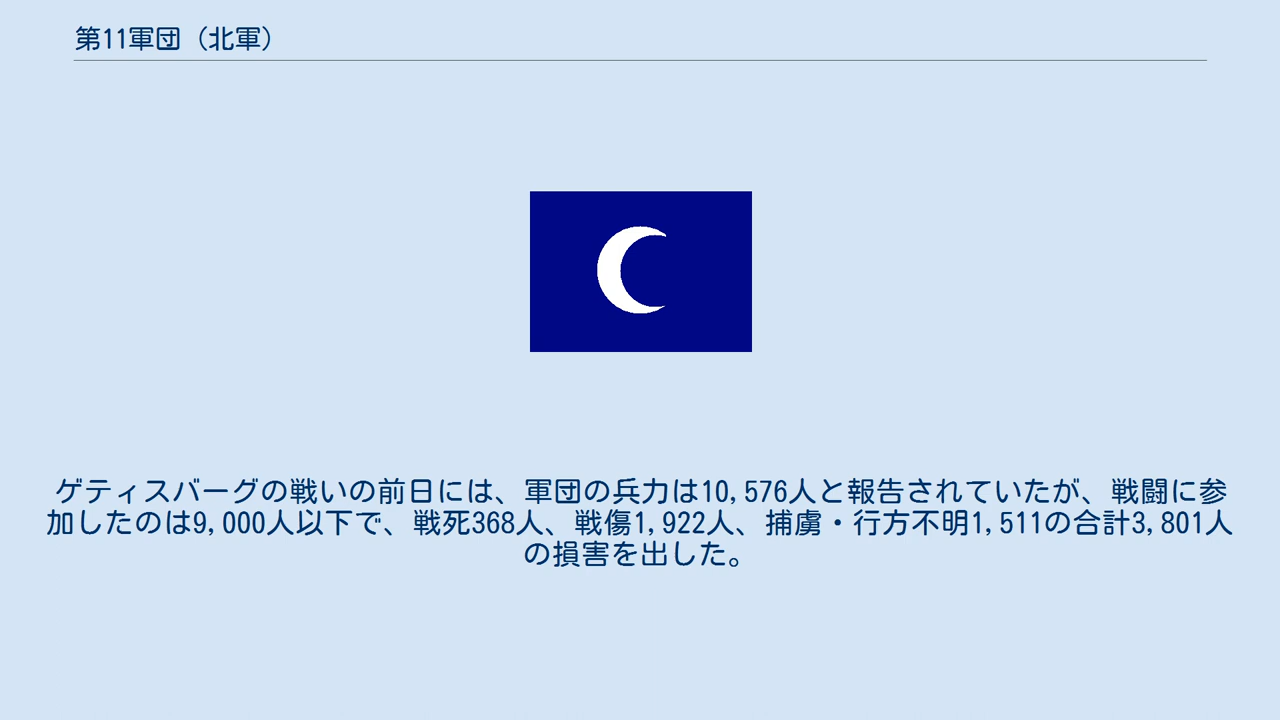 第11軍団（北軍）
ゲティスバーグの戦いの前日には、軍団の兵力は10,576人と報告されていたが、戦闘に参
加したのは9,000人以下で、戦死368人、戦傷1,922人、捕虜・行方不明1,511の合計3,801人
の損害を出した。